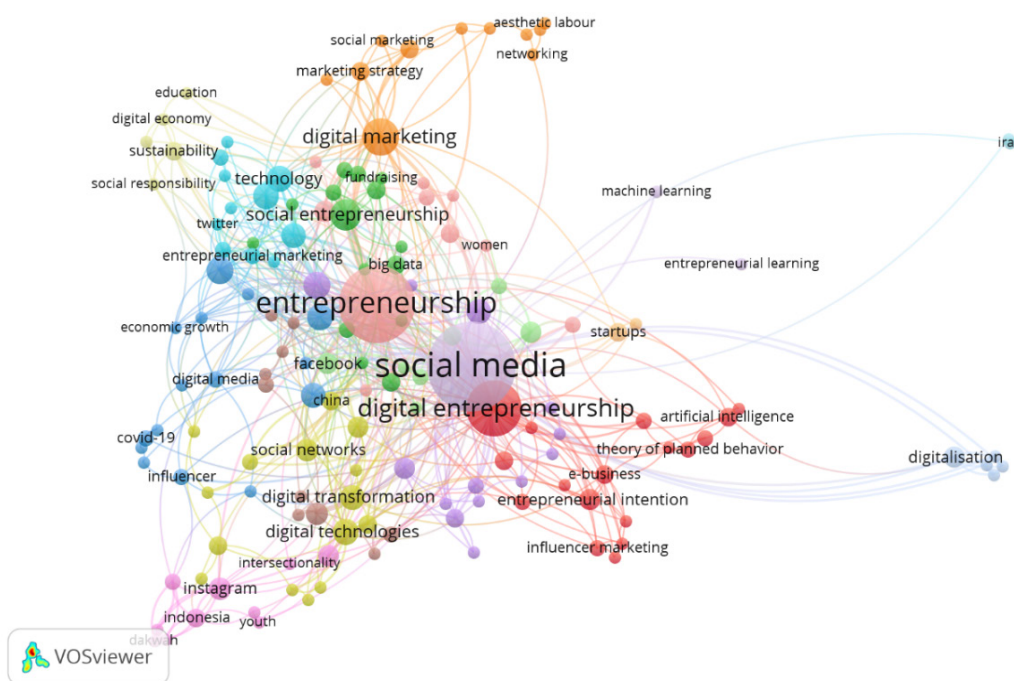 aesthetic labour
social marketing
networking
marketing strategy
education
digital economy
digital marketing
ira
sustainability
technology
fundraising
social responsibility
machine learning
social entrepreneurship
twitter
women
entrepreneurial marketing
big data
entrepreneurial learning
entrepreneurship
economic growth
startups
facebook
social media
digital media
china
digital entrepreneurship
artificial intelligence
covid-19
social networks
theory of planned behavior
digitalisation
influencer
e-business
digital transformation
entrepreneurial intention
digital technologies
influencer marketing
intersectionality
instagram
indonesia
youth
dakwah
VOSviewer